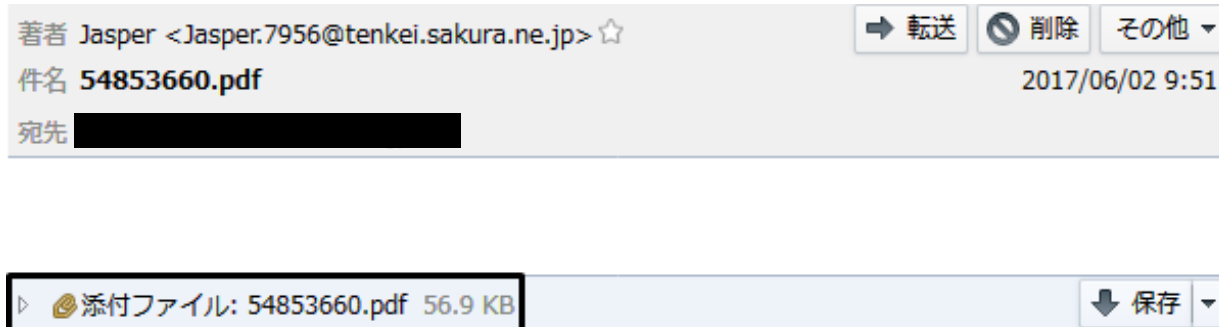 著者 Jasper <Jasper.7956@tenkei.sakura.ne.jp> 転送 削除 その他
件名 54853660.pdf 2017/06/02 9:51
宛先
添付ファイル: 54853660.pdf 56.9 KB 保存